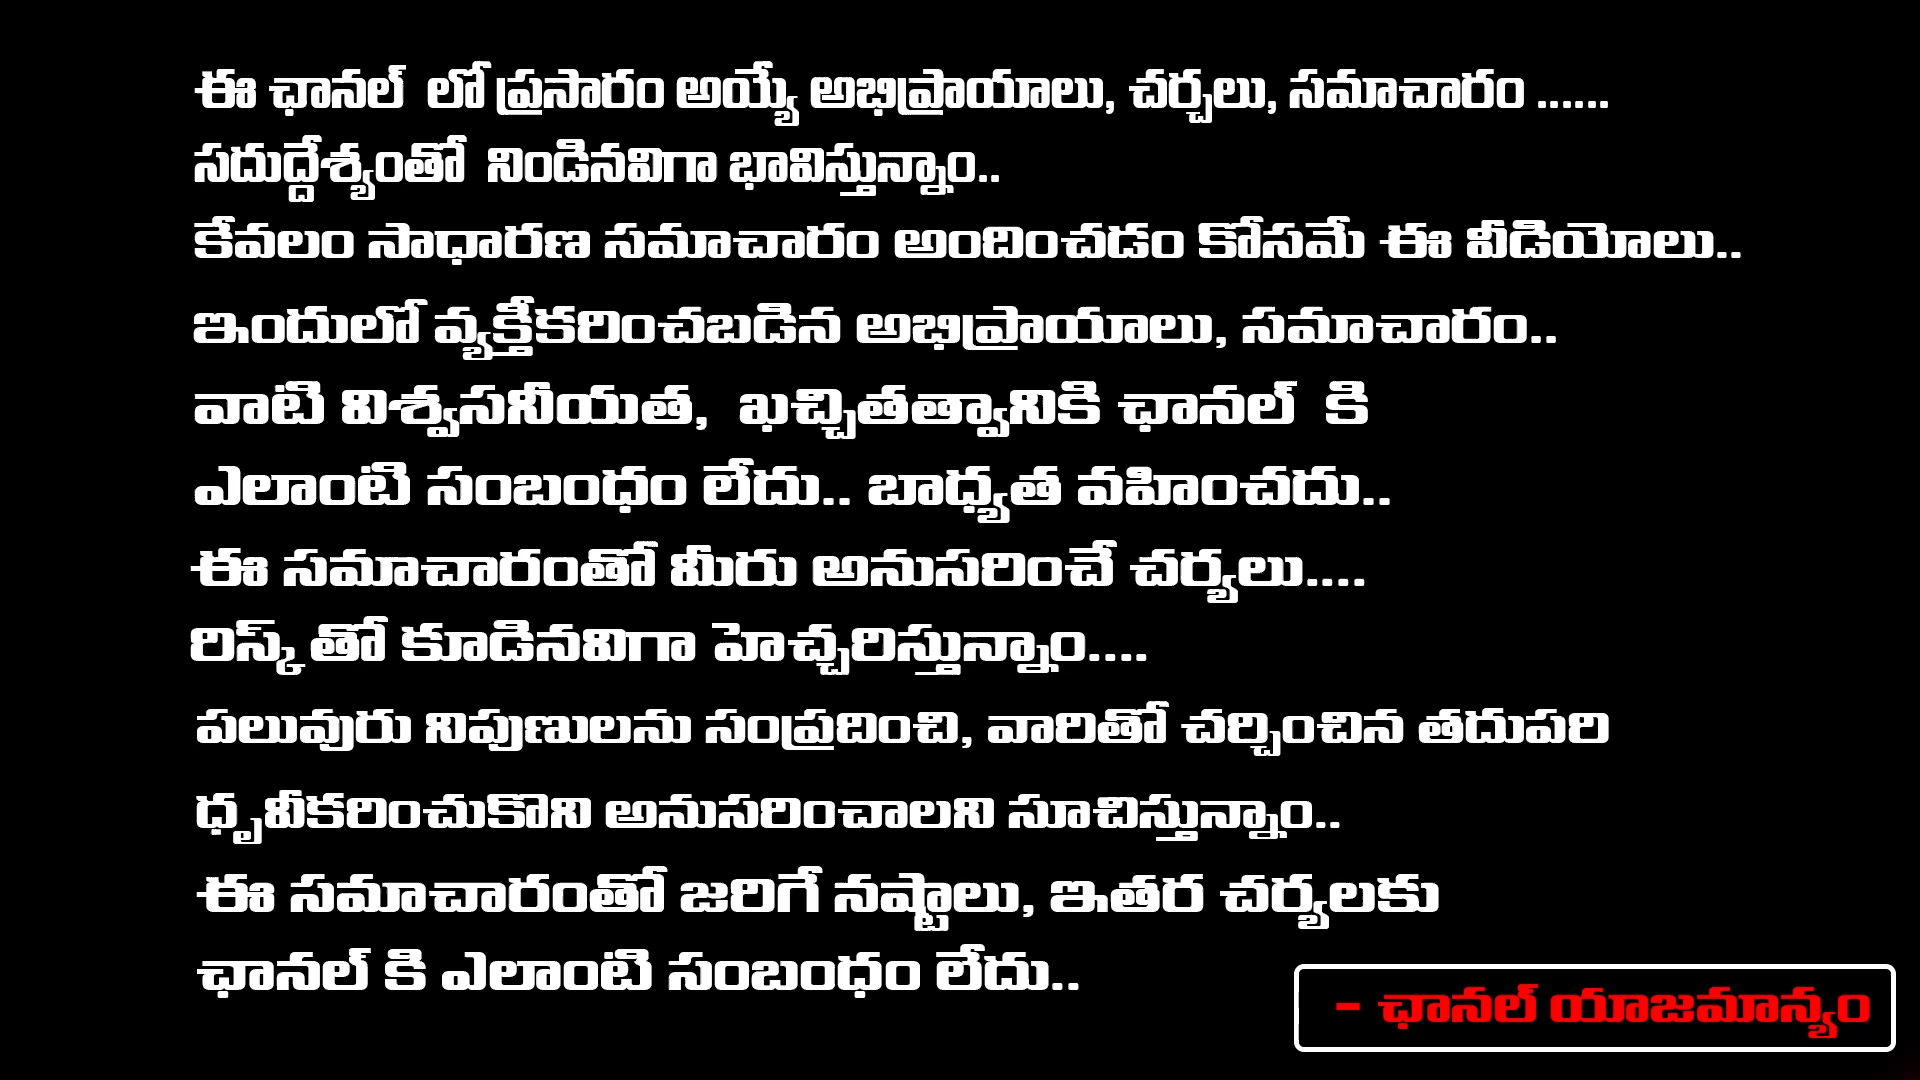 ఈ ఛానల్ లో ప్రసారం అయ్యే అభిప్రాయాలు, చర్చలు, సమాచారం ......
సదుద్దేశ్యంతో నిండినవిగా భావిస్తున్నాం..
కేవలం సాధారణ సమాచారం అందించడం కోసమే ఈ వీడియోలు..
ఇందులో వ్యక్తీకరించబడిన అభిప్రాయాలు, సమాచారం..
వాటి విశ్వసనీయత, ఖచ్చితత్వానికి ఛానల్ కి
ఎలాంటి సంబంధం లేదు.. బాధ్యత వహించదు..
ఈ సమాచారంతో మీరు అనుసరించే చర్యలు....
రిస్క్ తో కూడినవిగా హెచ్చరిస్తున్నాం....
పలువురు నిపుణులను సంప్రదించి, వారితో చర్చించిన తదుపరి
ధృవీకరించుకొని అనుసరించాలని సూచిస్తున్నాం..
ఈ సమాచారంతో జరిగే నష్టాలు, ఇతర చర్యలకు
ఛానల్ కి ఎలాంటి సంబంధం లేదు..
- ఛానల్ యాజమాన్యం